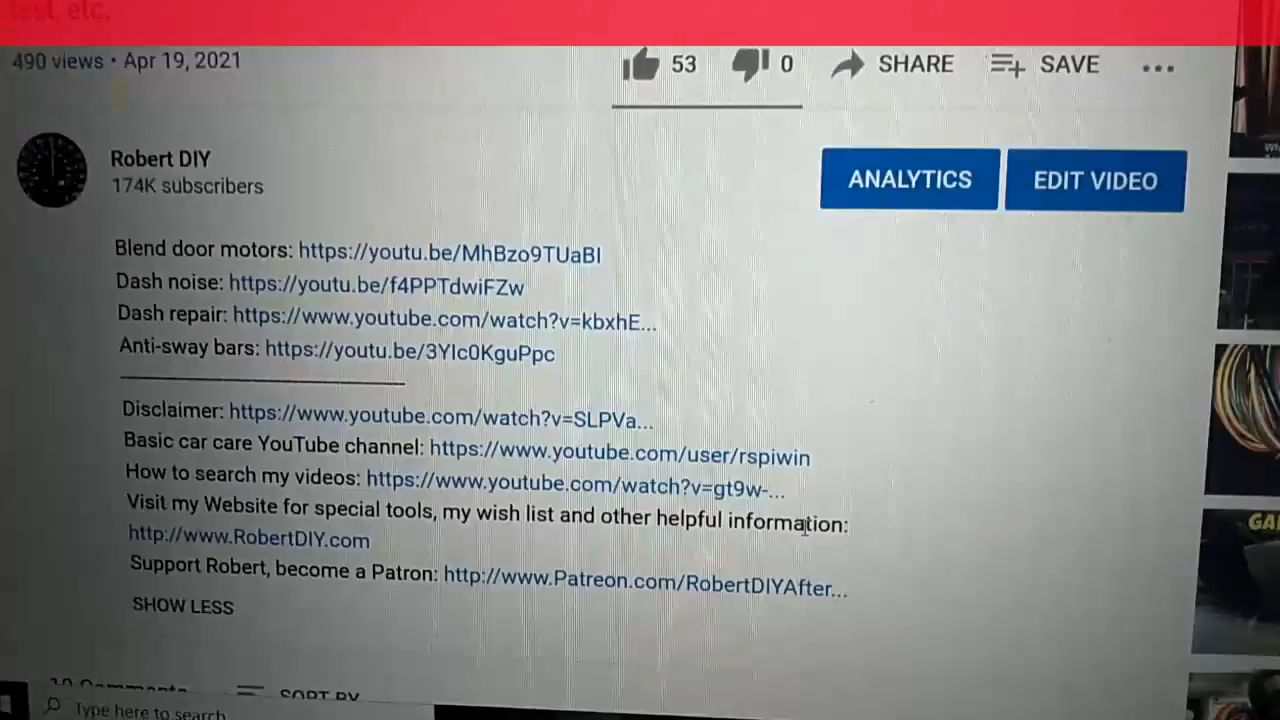 test, etc.
490 views • Apr 19, 2021
53
0
SHARE
SAVE
Robert DIY
174K subscribers
ANALYTICS
EDIT VIDEO
Blend door motors: https://youtu.be/MhBzo9TUaBI
Dash noise: https://youtu.be/f4PPTdwiFZw
Dash repair: https://www.youtube.com/watch?v=kbxhE...
Anti-sway bars: https://youtu.be/3YIc0KguPpc
Disclaimer: https://www.youtube.com/watch?v=SLPVa...
Basic car care YouTube channel: https://www.youtube.com/user/rspiwin
How to search my videos: https://www.youtube.com/watch?v=gt9w-...
Visit my Website for special tools, my wish list and other helpful information:
http://www.RobertDIY.com
Support Robert, become a Patron: http://www.Patreon.com/RobertDIYAfter...
SHOW LESS
Comments
SORT BY
Type here to search